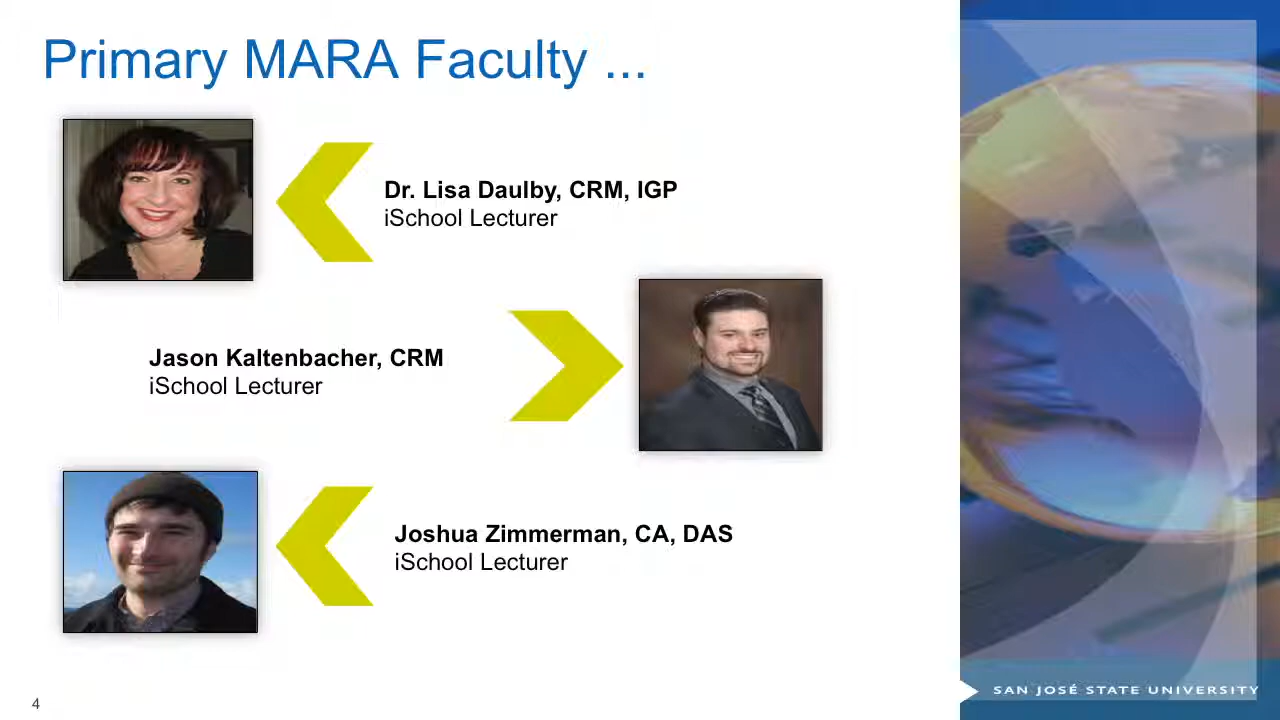 Primary MARA Faculty ...
Dr. Lisa Daulby, CRM, IGP
iSchool Lecturer
Jason Kaltenbacher, CRM
iSchool Lecturer
Joshua Zimmerman, CA, DAS
iSchool Lecturer
4
SAN JOSÉ STATE UNIVERSITY